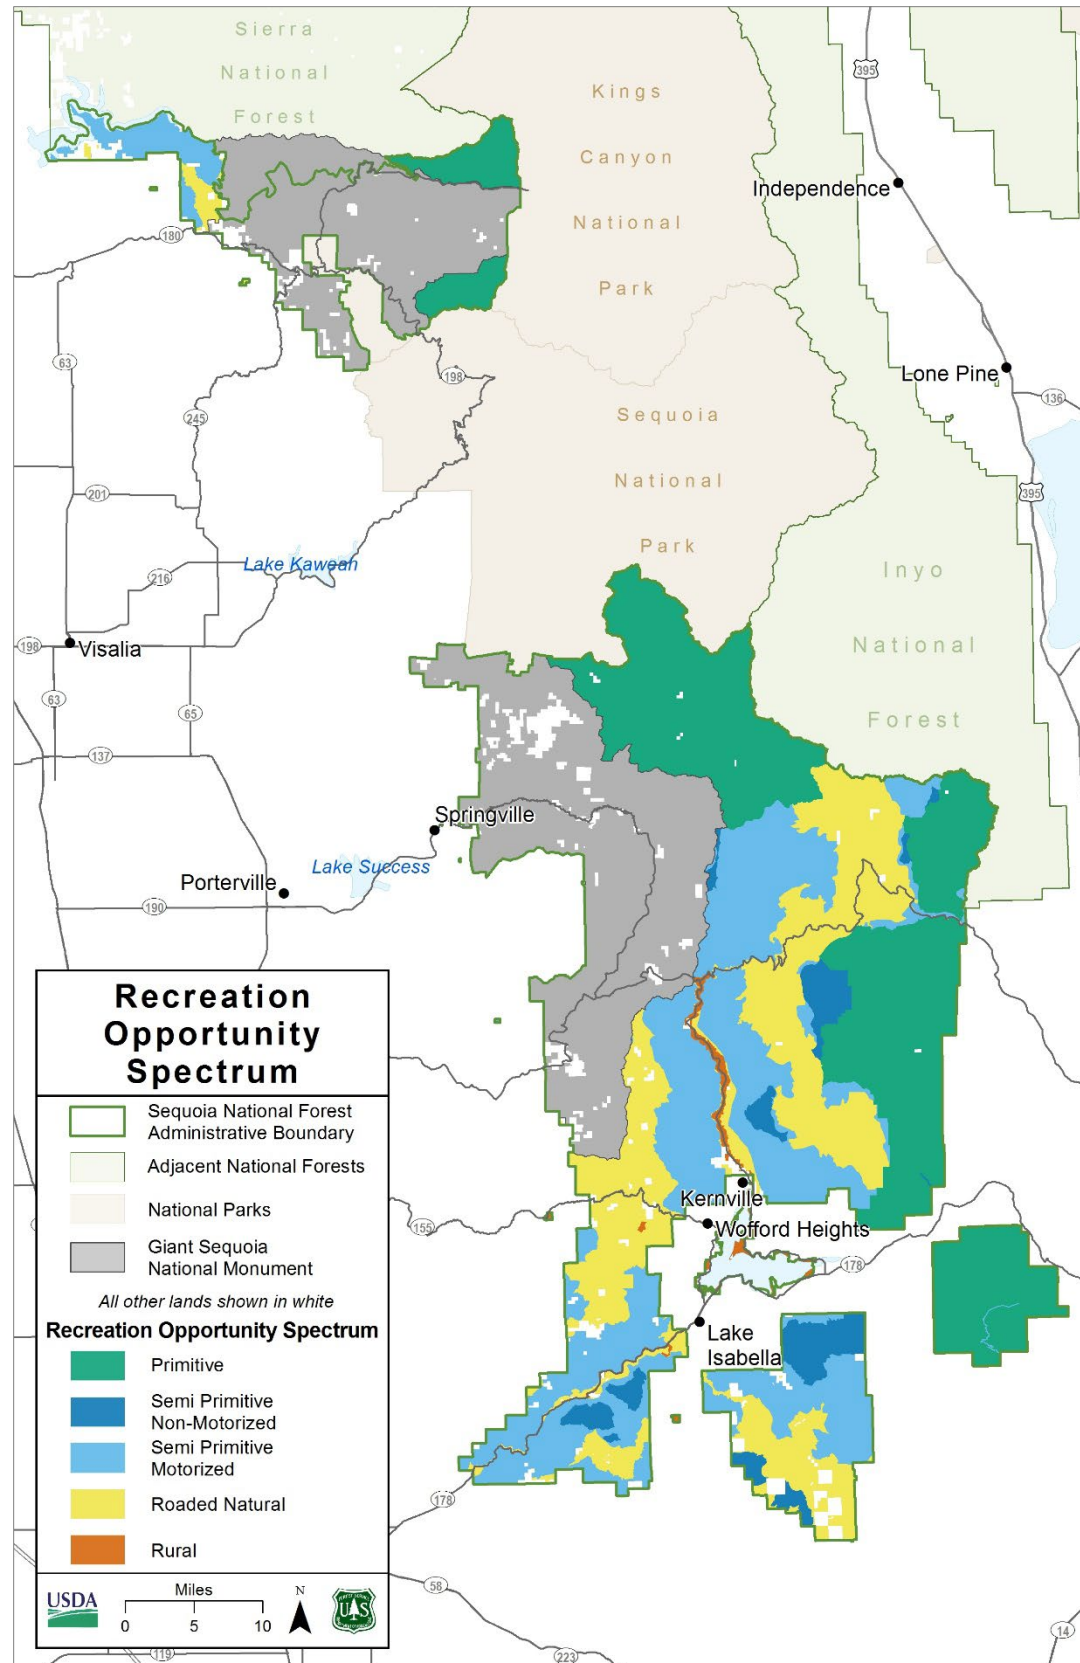 Sierra
National
Forest
Kings
Canyon
National
Park
395
Independence
180
63
198
Lone Pine
136
245
Sequoia
National
Park
395
201
Lake Kaweah
216
Inyo
National
Forest
198
Visalia
63
65
137
Springville
Lake Success
Porterville
190
Kernville
155
Wofford Heights
178
Lake
Isabella
178
58
14
119
223
Recreation
Opportunity
Spectrum
Sequoia National Forest
Administrative Boundary
Adjacent National Forests
National Parks
Giant Sequoia
National Monument
All other lands shown in white
Recreation Opportunity Spectrum
Primitive
Semi Primitive
Non-Motorized
Semi Primitive
Motorized
Roaded Natural
Rural
USDA
Miles
0 5 10
N
U S